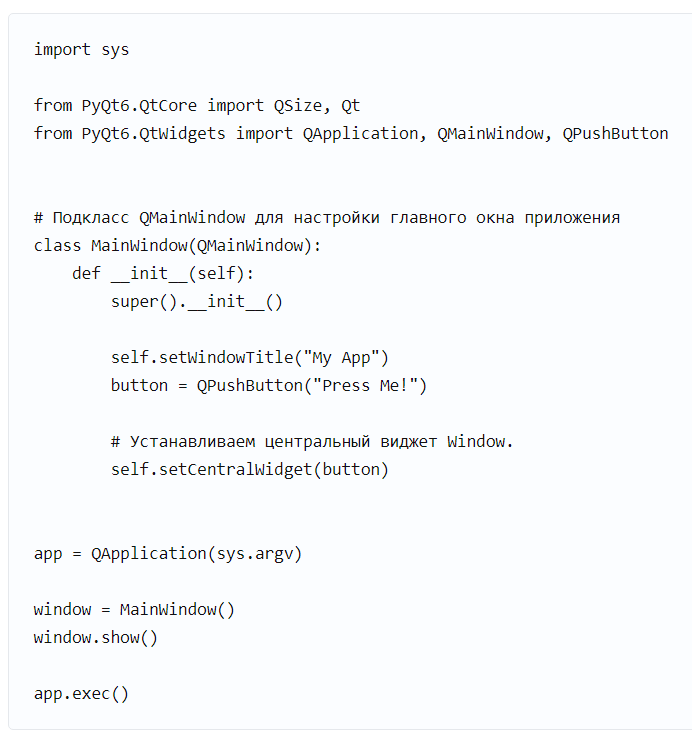 import sys

from PyQt6.QtCore import QSize, Qt
from PyQt6.QtWidgets import QApplication, QMainWindow, QPushButton


# Подкласс QMainWindow для настройки главного окна приложения
class MainWindow(QMainWindow):
    def __init__(self):
        super().__init__()

        self.setWindowTitle("My App")
        button = QPushButton("Press Me!")

        # Устанавливаем центральный виджет Window.
        self.setCentralWidget(button)


app = QApplication(sys.argv)

window = MainWindow()
window.show()

app.exec()